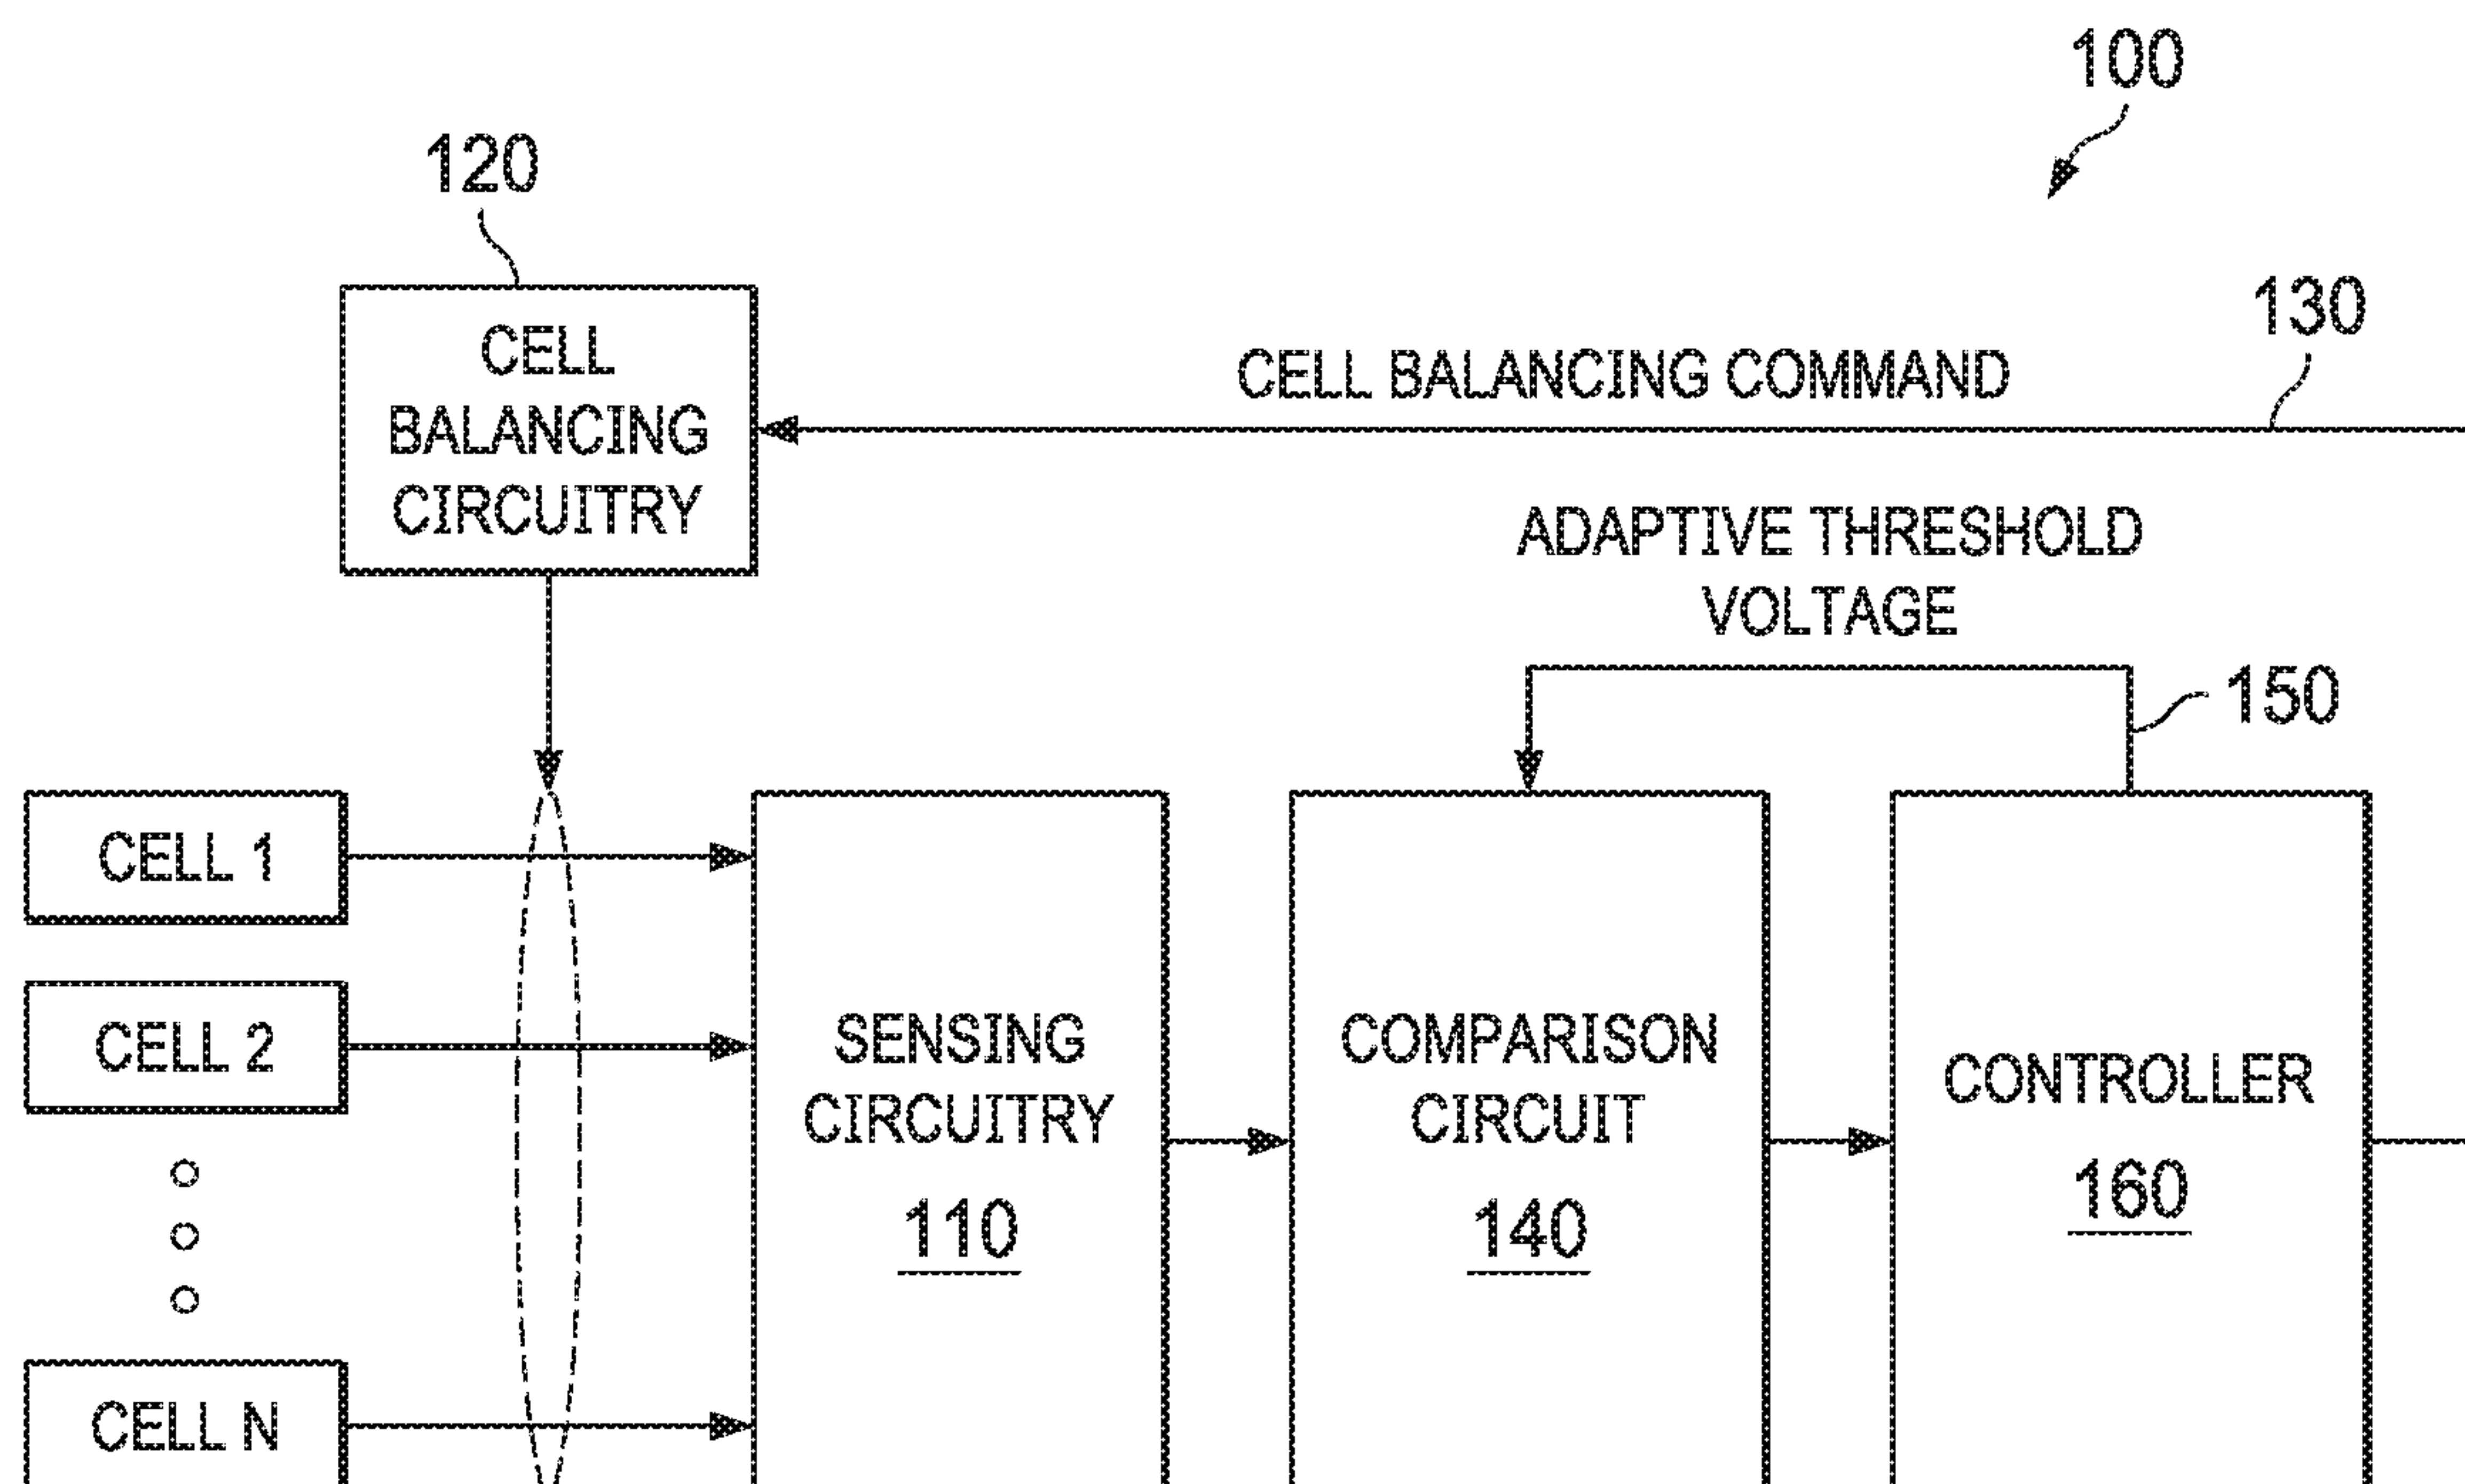 100
120
130
CELL
BALANCING
CIRCUITRY
CELL BALANCING COMMAND
ADAPTIVE THRESHOLD
VOLTAGE
150
CELL 1
CELL 2
CELL N
SENSING
CIRCUITRY
110
COMPARISON
CIRCUIT
140
CONTROLLER
160